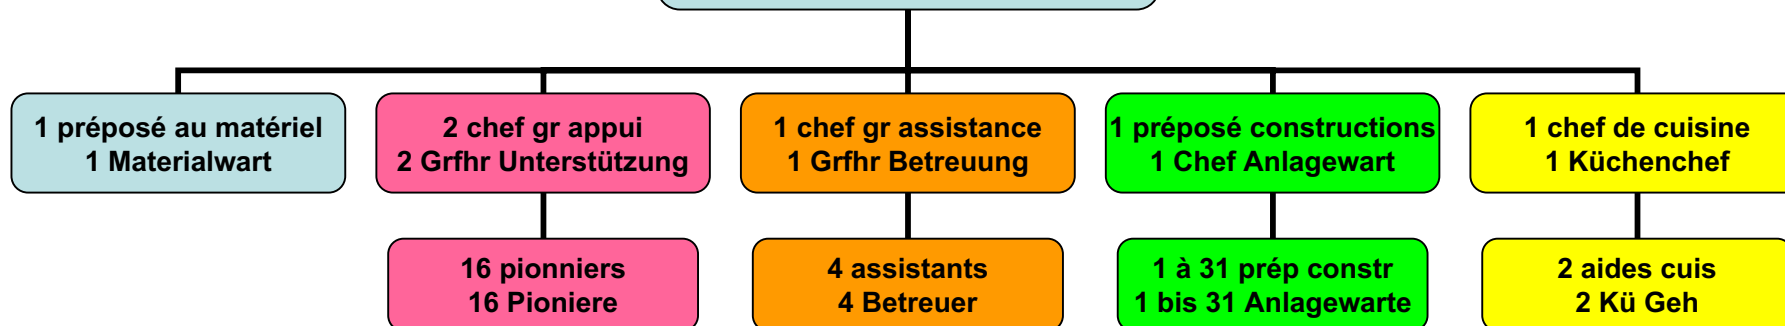 1 préposé au matériel
1 Materialwart
2 chef gr appui
2 Grfhr Unterstützung
1 chef gr assistance
1 Grfhr Betreuung
1 préposé constructions
1 Chef Anlagewart
1 chef de cuisine
1 Küchenchef
16 pionniers
16 Pioniere
4 assistants
4 Betreuer
1 à 31 prép constr
1 bis 31 Anlagewarte
2 aides cuis
2 Kü Geh